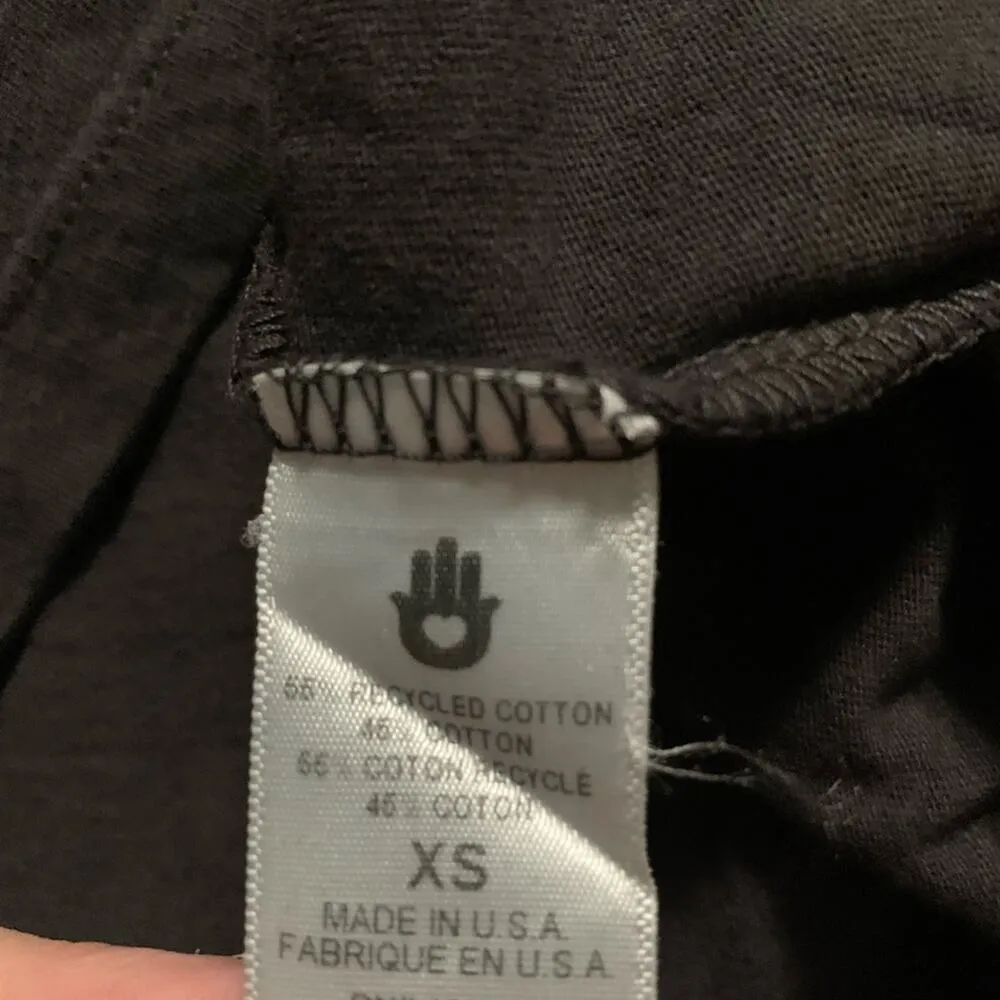 55% RECYCLED COTTON
45% COTTON
55% COTON RECYCLÉ
45% COTON
XS
MADE IN U.S.A.
FABRIQUE EN U.S.A.